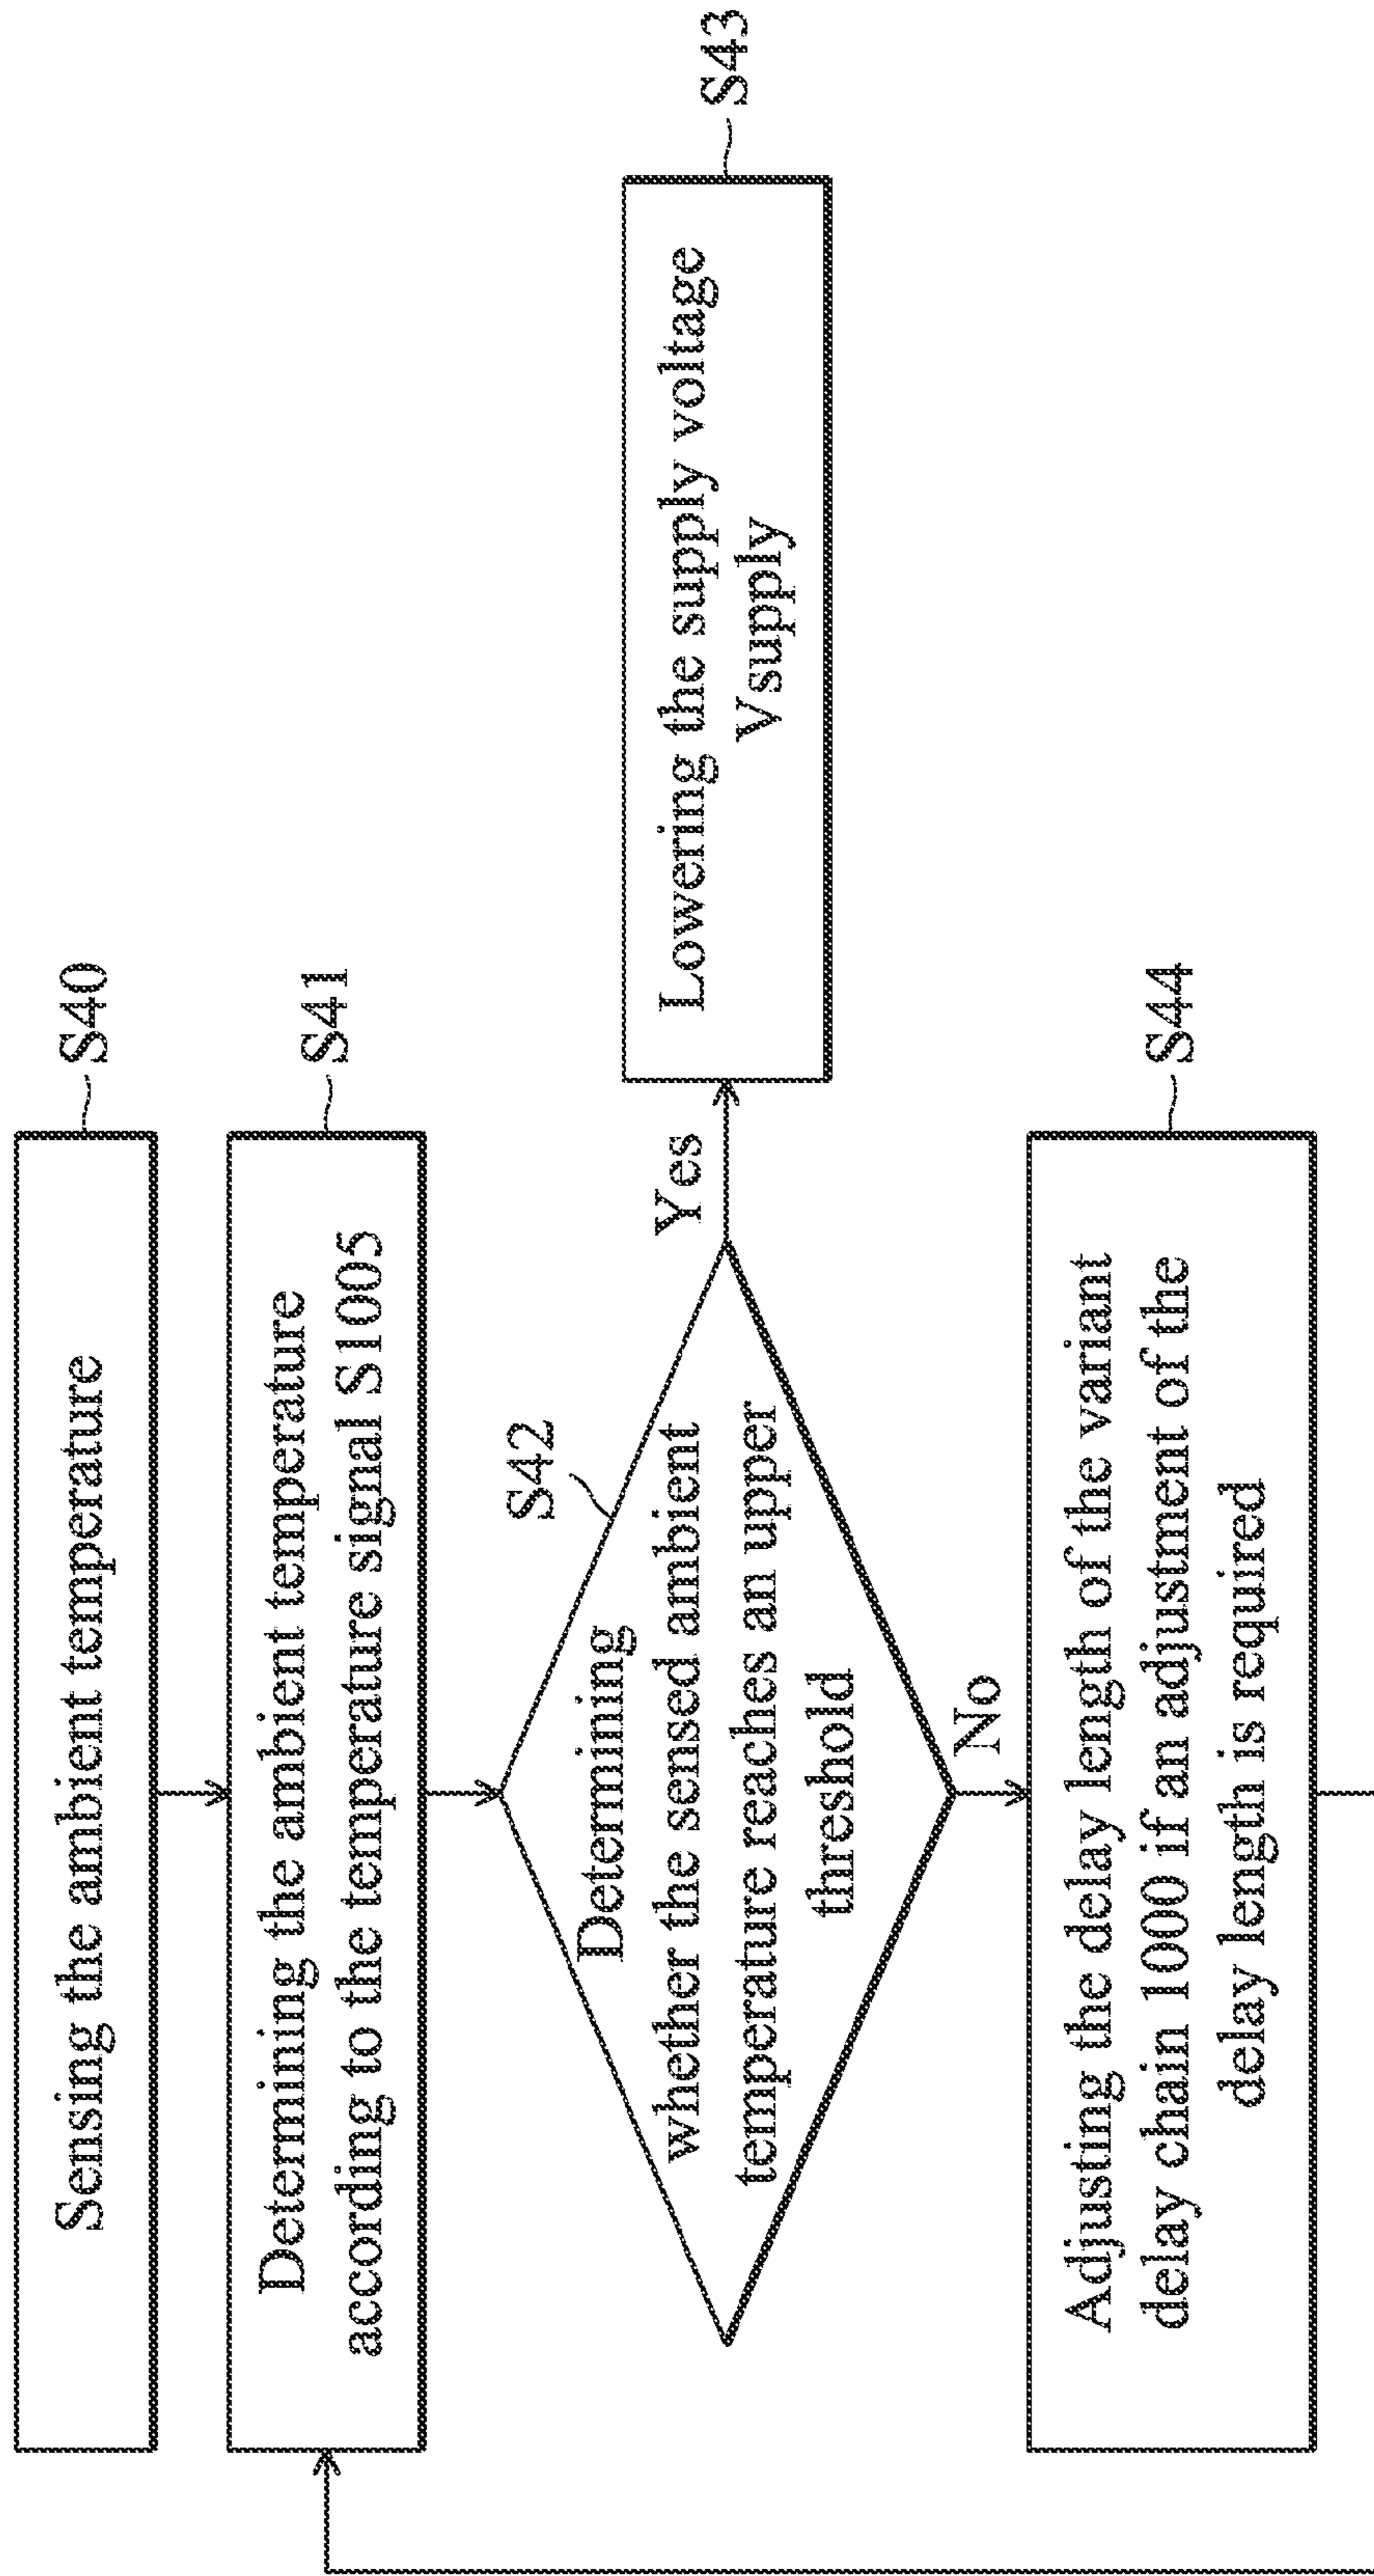 Sensing the ambient temperature
S40
Determining the ambient temperature
according to the temperature signal S1005
S41
S42
Determining
whether the sensed ambient
temperature reaches an upper
threshold
Yes
Lowering the supply voltage
Vsupply
S43
No
Adjusting the delay length of the variant
delay chain 1000 if an adjustment of the
delay length is required
S44